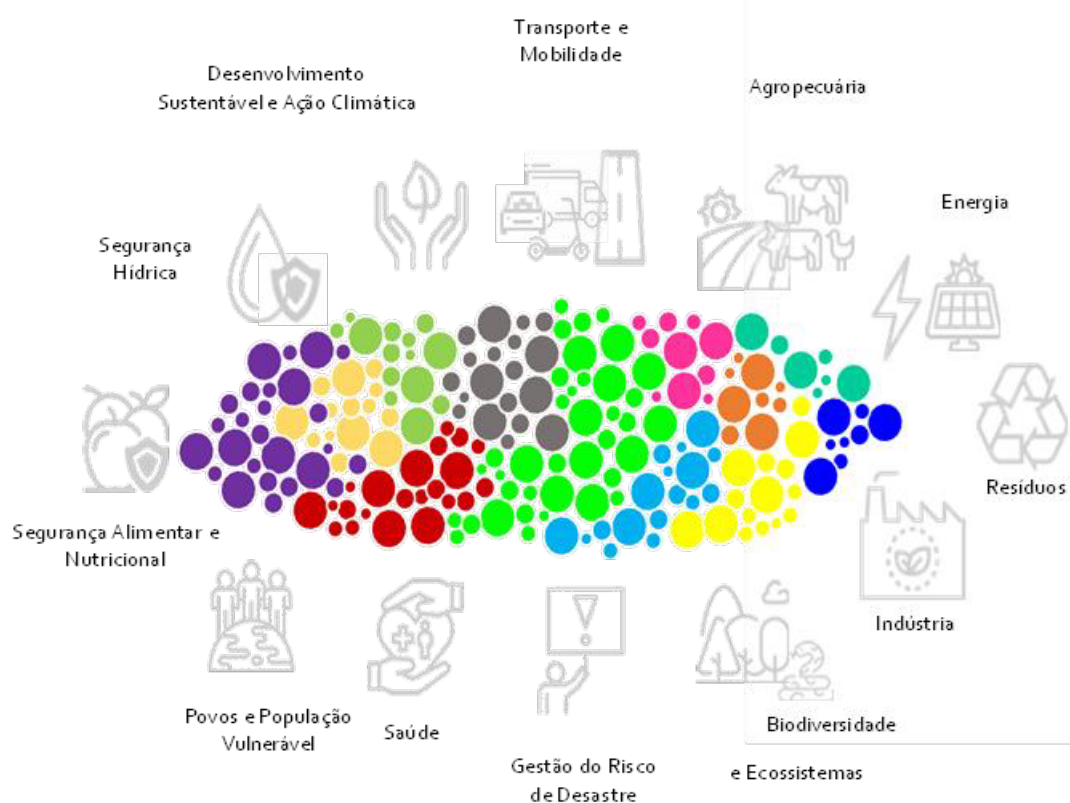 Transporte e
Mobilidade
Desenvolvimento
Sustentável e Ação Climática
Agropecuária
Energia
Segurança
Hídrica
Resíduos
Segurança Alimentar e
Nutricional
Indústria
Povos e População
Vulnerável
Saúde
Biodiversidade
e Ecossistemas
Gestão do Risco
de Desastre